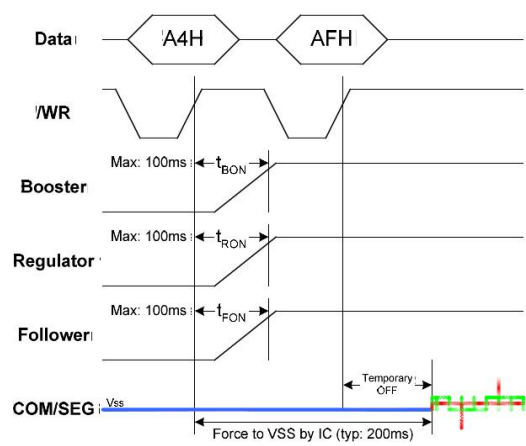 Data
A4H
AFH
/WR
Max: 100ms
tBON
Booster
Max: 100ms
tRON
Regulator
Max: 100ms
tFON
Follower
Temporary
OFF
COM/SEG
Vss
Force to VSS by IC (typ: 200ms)